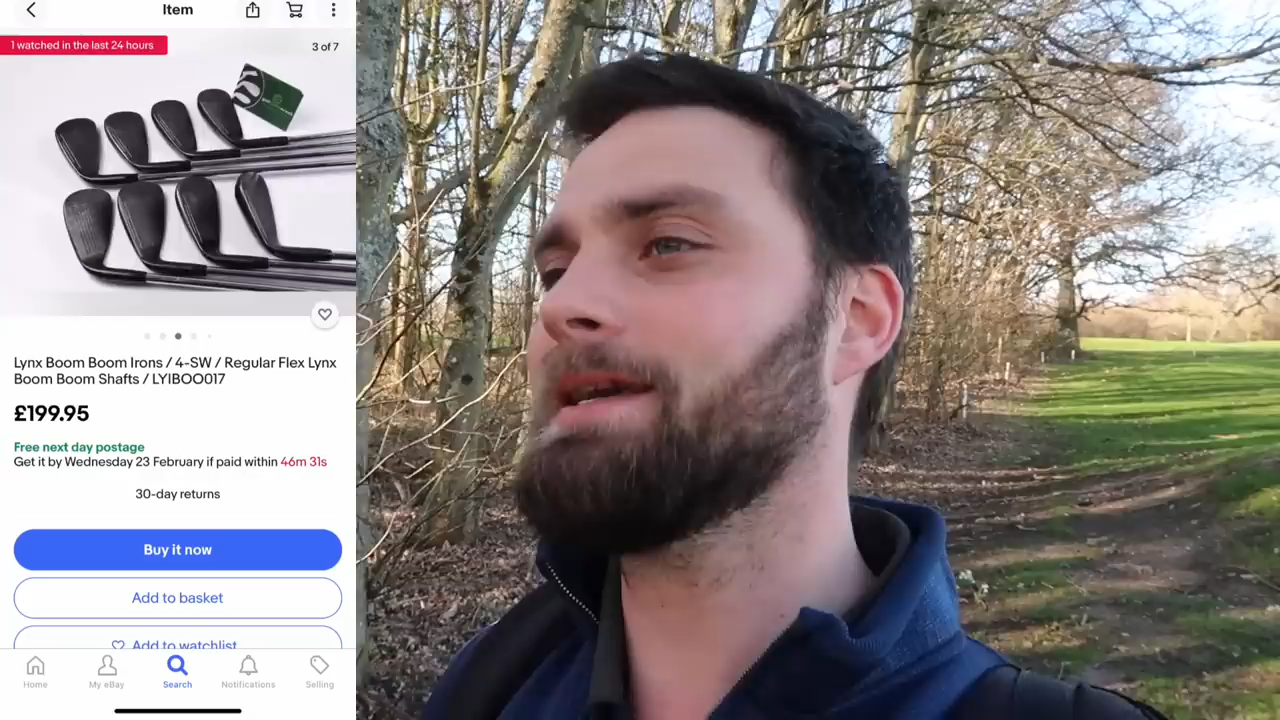 Item
1 watched in the last 24 hours
3 of 7
Lynx Boom Boom Irons / 4-SW / Regular Flex Lynx
Boom Boom Shafts / LYIBOO017
£199.95
Free next day postage
Get it by Wednesday 23 February if paid within 46m 31s
30-day returns
Buy it now
Add to basket
Add to watchlist
Home
My eBay
Search
Notifications
Selling